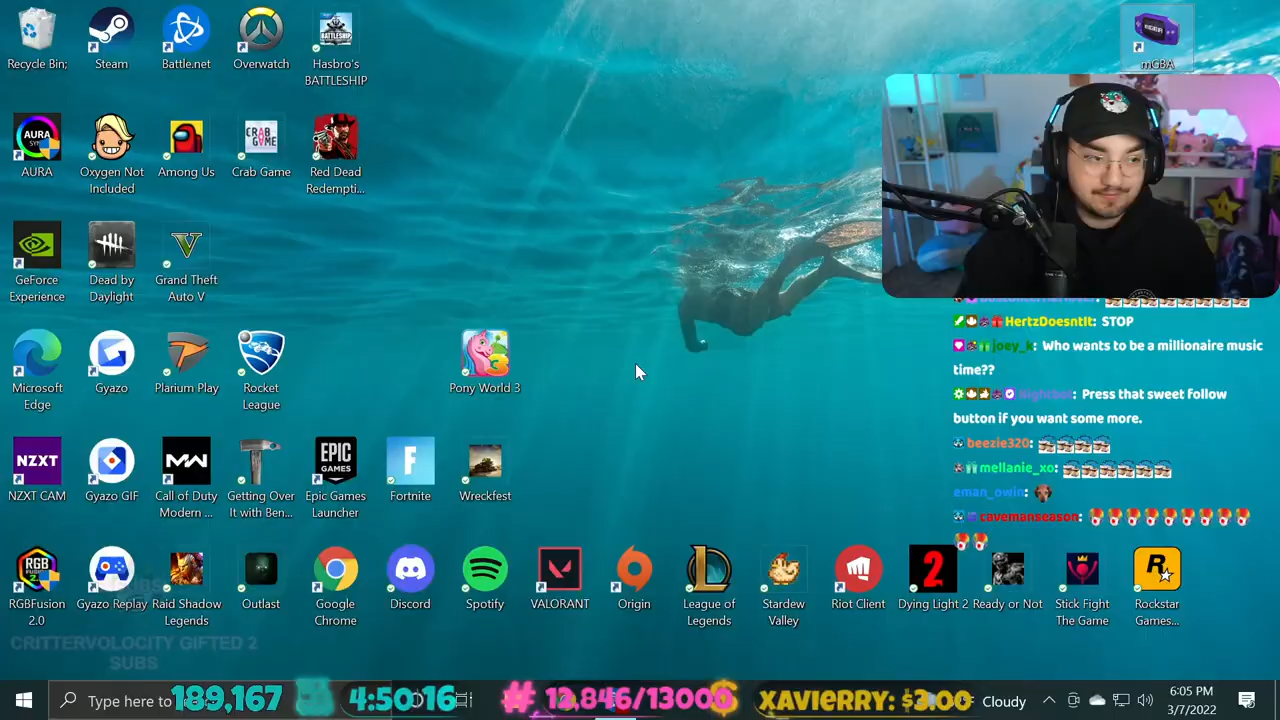 Recycle Bin;
Steam
Battle.net
Overwatch
Hasbro's
BATTLESHIP
mGBA
AURA
Oxygen Not
Included
Among Us
CRAB
GAME
Crab Game
Red Dead
Redempti...
GeForce
Experience
Dead by
Daylight
Grand Theft
Auto V
Microsoft
Edge
Gyazo
Plarium Play
Rocket
League
Pony World 3
HertzDoesntIt: STOP
joey_k: Who wants to be a millionaire music
time??
Nightbot: Press that sweet follow
button if you want some more.
beezie320:
mellanie_xo:
eman_owin:
cavemanseason:
NZXT
NZXT CAM
Gyazo GIF
Call of Duty
Modern ...
Getting Over
It with Ben...
EPIC
GAMES
Epic Games
Launcher
Fortnite
Wreckfest
RGBFusion
2.0
Gyazo Replay
Raid Shadow
Legends
Outlast
Google
Chrome
Discord
Spotify
VALORANT
Origin
League of
Legends
Stardew
Valley
Riot Client
Dying Light 2
Ready or Not
Stick Fight
The Game
Rockstar
Games...
CRITTERVOLOCITY GIFTED 2
SUBS
Type here to
189,167
4:50:16
12,846/13000
XAVIERRY: $3.00
Cloudy
6:05 PM
3/7/2022